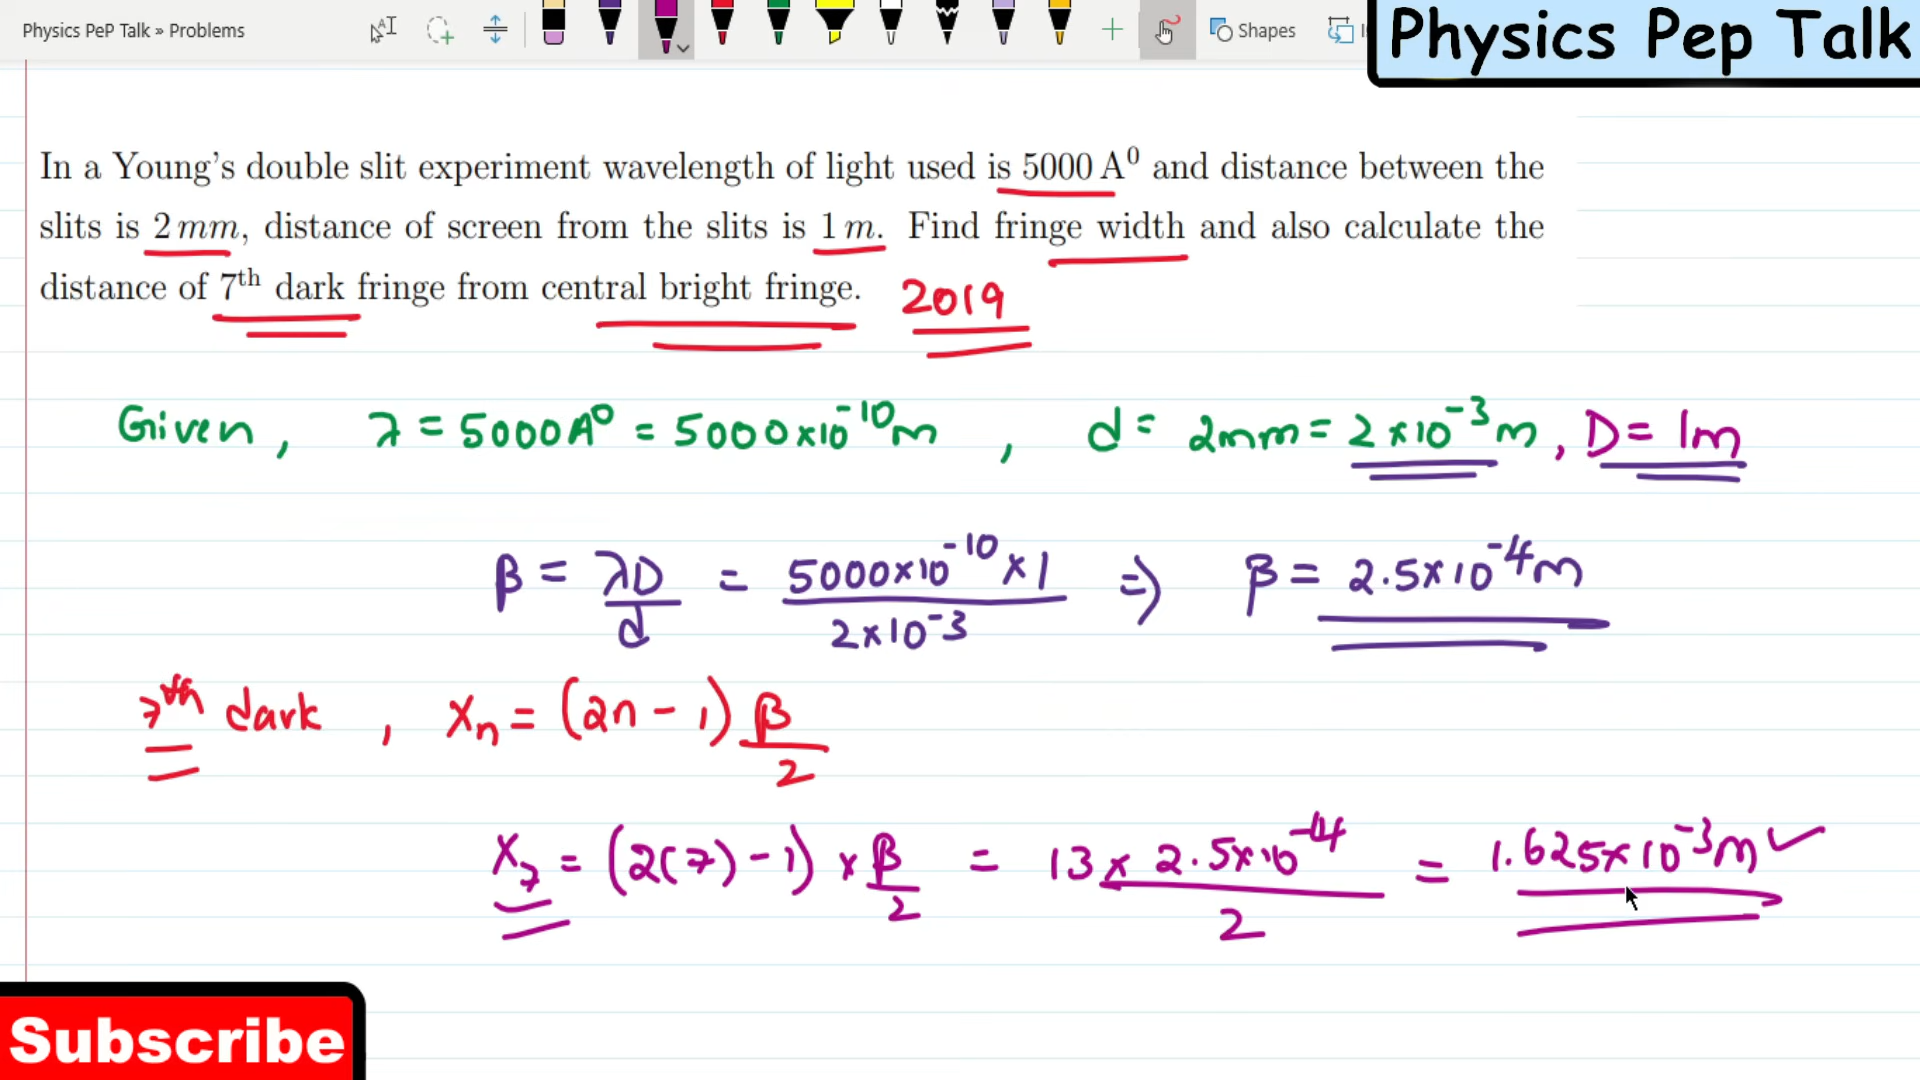 Physics PeP Talk » Problems
Shapes
Physics Pep Talk
In a Young's double slit experiment wavelength of light used is 5000 A⁰ and distance between the
slits is 2 mm, distance of screen from the slits is 1 m. Find fringe width and also calculate the
distance of 7th dark fringe from central bright fringe. 2019
Given, λ = 5000A⁰ = 5000×10⁻¹⁰m , d = 2mm = 2×10⁻³m, D = 1m
β = λD/d = 5000×10⁻¹⁰×1 / 2×10⁻³ ⇒ β = 2.5×10⁻⁴m
7th dark , xₙ = (2n - 1) β/2
x₇ = (2(7) - 1) × β/2 = 13 × 2.5×10⁻⁴ / 2 = 1.625×10⁻³m ✓
Subscribe